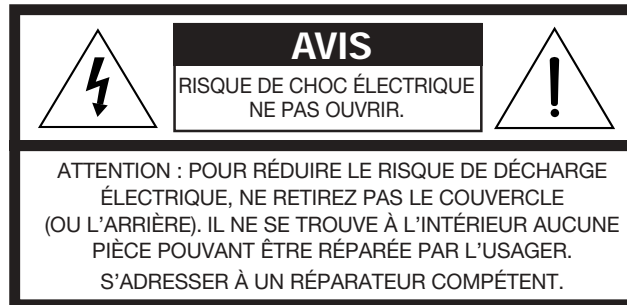 AVIS
RISQUE DE CHOC ÉLECTRIQUE
NE PAS OUVRIR.
ATTENTION : POUR RÉDUIRE LE RISQUE DE DÉCHARGE
ÉLECTRIQUE, NE RETIREZ PAS LE COUVERCLE
(OU L'ARRIÈRE). IL NE SE TROUVE À L'INTÉRIEUR AUCUNE
PIÈCE POUVANT ÊTRE RÉPARÉE PAR L'USAGER.
S'ADRESSER À UN RÉPARATEUR COMPÉTENT.